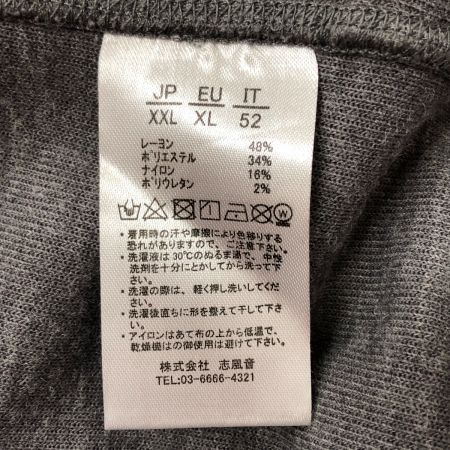 JP EU IT
XXL XL 52
レーヨン 48%
ポリエステル 34%
ナイロン 16%
ポリウレタン 2%
・着用時の汗や摩擦により色移りする
恐れがありますので、ご注意下さい。
・洗濯液は30℃のぬるま湯で、中性
洗剤を十分にとかしてから洗って下
さい。
・洗濯の際は、軽く押し洗いしてくだ
さい。
・洗濯後直ちに形を整えて干して下
さい。
・アイロンはあて布の上から低温で、
乾燥機はの御使用は避けて下さい。
株式会社 志風音
TEL:03-6666-4321